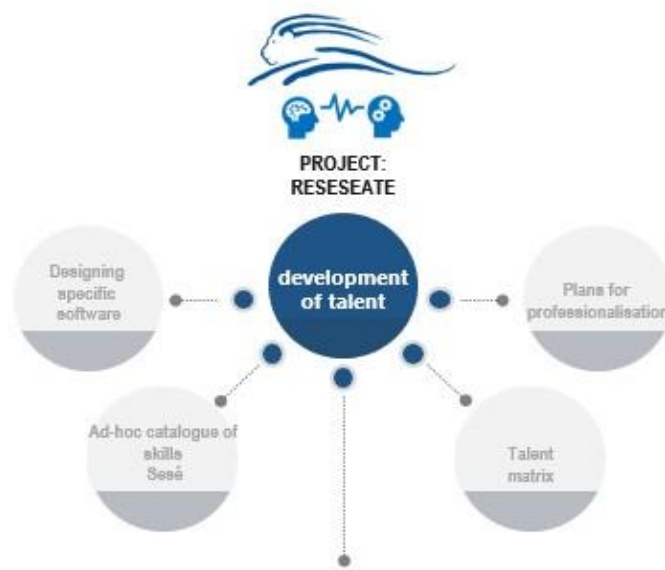 PROJECT:
RESESEATE
development
of talent
Designing
specific
software
Plans for
professionalisation
Ad-hoc catalogue of
skills
Sesé
Talent
matrix